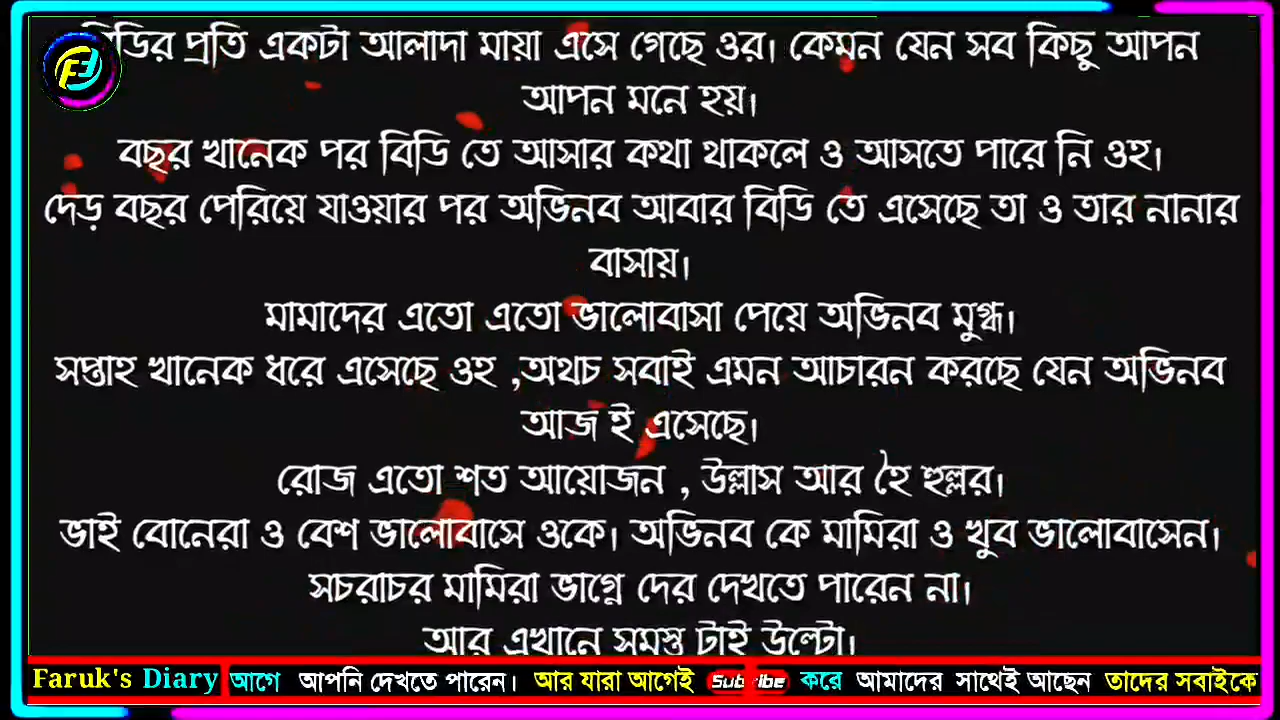 প্রতি একটা আলাদা মায়া এসে গেছে ওর। কেমন যেন সব কিছু আপন
আপন মনে হয়।
বছর খানেক পর বিডি তে আসার কথা থাকলে ও আসতে পারে নি ওহ।
দেড় বছর পেরিয়ে যাওয়ার পর অভিনব আবার বিডি তে এসেছে তা ও তার নানার
বাসায়।
মামাদের এতো এতো ভালোবাসা পেয়ে অভিনব মুগ্ধ।
সপ্তাহ খানেক ধরে এসেছে ওহ ,অথচ সবাই এমন আচারন করছে যেন অভিনব
আজ ই এসেছে।
রোজ এতো শত আয়োজন , উল্লাস আর হৈ হুল্লর।
ভাই বোনেরা ও বেশ ভালোবাসে ওকে। অভিনব কে মামিরা ও খুব ভালোবাসেন।
সচরাচর মামিরা ভাগ্নে দের দেখতে পারেন না।
আর এখানে সমস্ত টাই উল্টো।
Faruk's Diary আগে আপনি দেখতে পারেন। আর যারা আগেই Subscribe করে আমাদের সাথেই আছেন তাদের সবাইকে